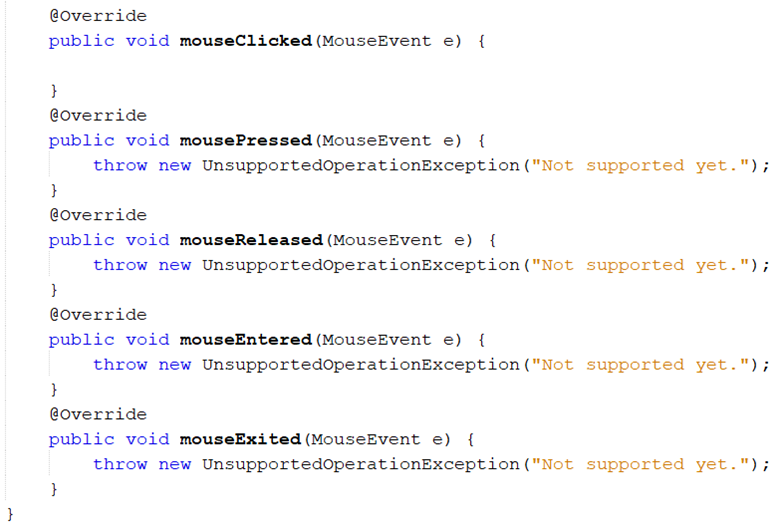 @Override
public void mouseClicked(MouseEvent e) {
}
@Override
public void mousePressed(MouseEvent e) {
throw new UnsupportedOperationException("Not supported yet.");
}
@Override
public void mouseReleased(MouseEvent e) {
throw new UnsupportedOperationException("Not supported yet.");
}
@Override
public void mouseEntered(MouseEvent e) {
throw new UnsupportedOperationException("Not supported yet.");
}
@Override
public void mouseExited(MouseEvent e) {
throw new UnsupportedOperationException("Not supported yet.");
}
}